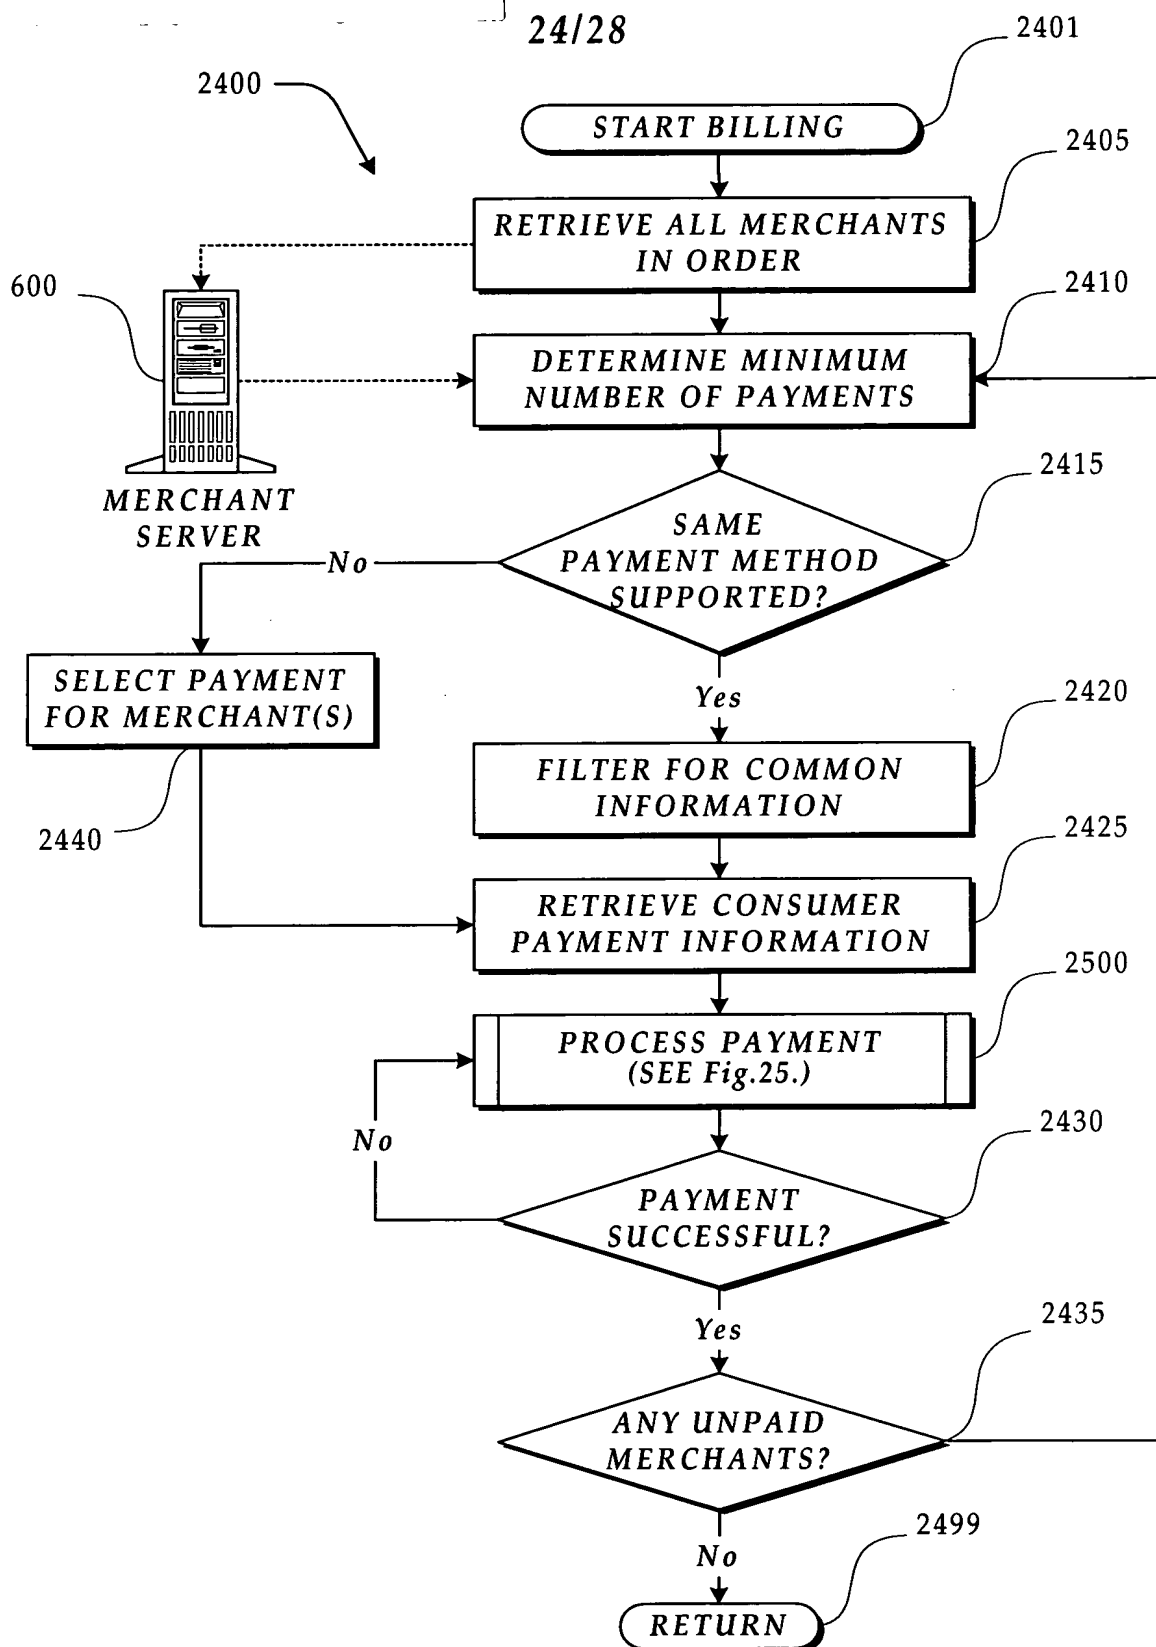 24/28
2401
2400
START BILLING
2405
RETRIEVE ALL MERCHANTS
IN ORDER
600
2410
DETERMINE MINIMUM
NUMBER OF PAYMENTS
2415
MERCHANT
SERVER
SAME
PAYMENT METHOD
SUPPORTED?
No
SELECT PAYMENT
FOR MERCHANT(S)
Yes
2420
FILTER FOR COMMON
INFORMATION
2440
2425
RETRIEVE CONSUMER
PAYMENT INFORMATION
2500
PROCESS PAYMENT
(SEE Fig.25.)
No
2430
PAYMENT
SUCCESSFUL?
Yes
2435
ANY UNPAID
MERCHANTS?
2499
No
RETURN